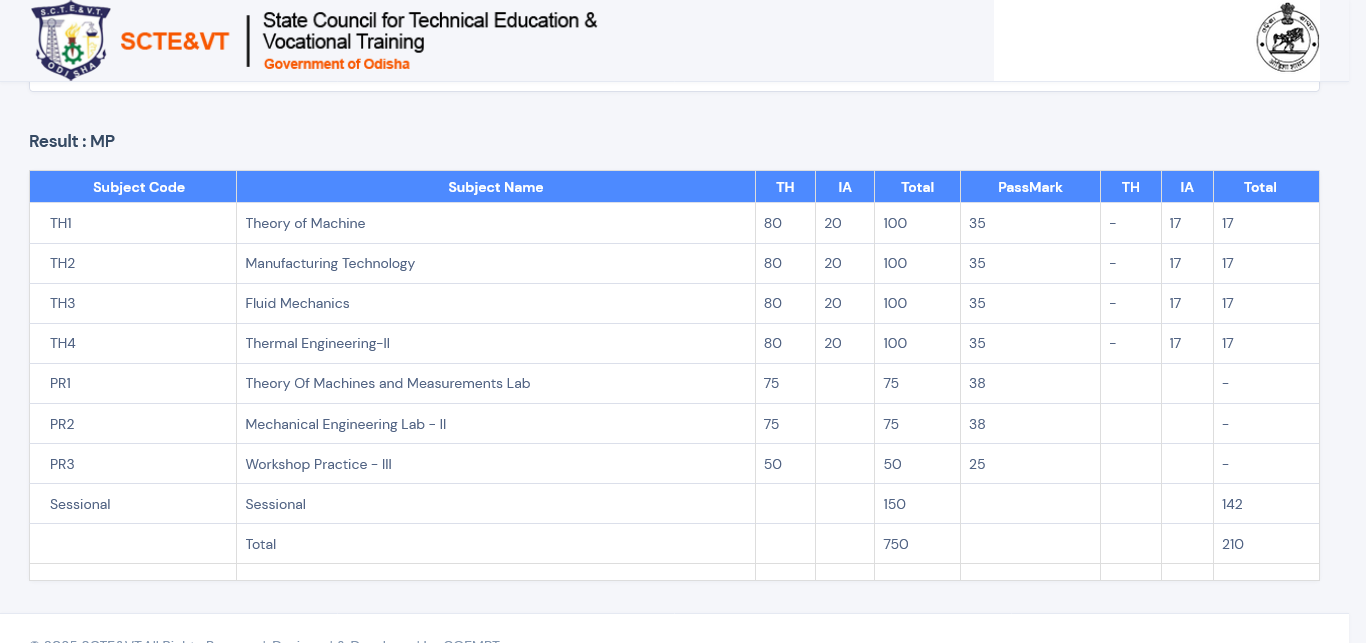 S.C.T.E.&V.T.
ODISHA
SCTE&VT
State Council for Technical Education &
Vocational Training
Government of Odisha
Result : MP
Subject Code Subject Name TH IA Total PassMark TH IA Total
TH1 Theory of Machine 80 20 100 35 - 17 17
TH2 Manufacturing Technology 80 20 100 35 - 17 17
TH3 Fluid Mechanics 80 20 100 35 - 17 17
TH4 Thermal Engineering-II 80 20 100 35 - 17 17
PR1 Theory Of Machines and Measurements Lab 75 75 38 -
PR2 Mechanical Engineering Lab - II 75 75 38 -
PR3 Workshop Practice - III 50 50 25 -
Sessional Sessional 150 142
Total 750 210